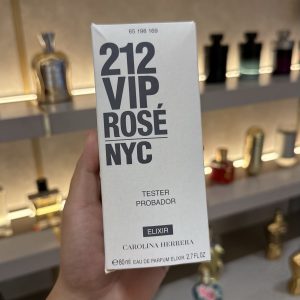 65 198 169
212
VIP
ROSÉ
NYC
TESTER
PROBADOR
ELIXIR
CAROLINA HERRERA
℮ 80 ml EAU DE PARFUM ELIXIR 2.7 FL.OZ